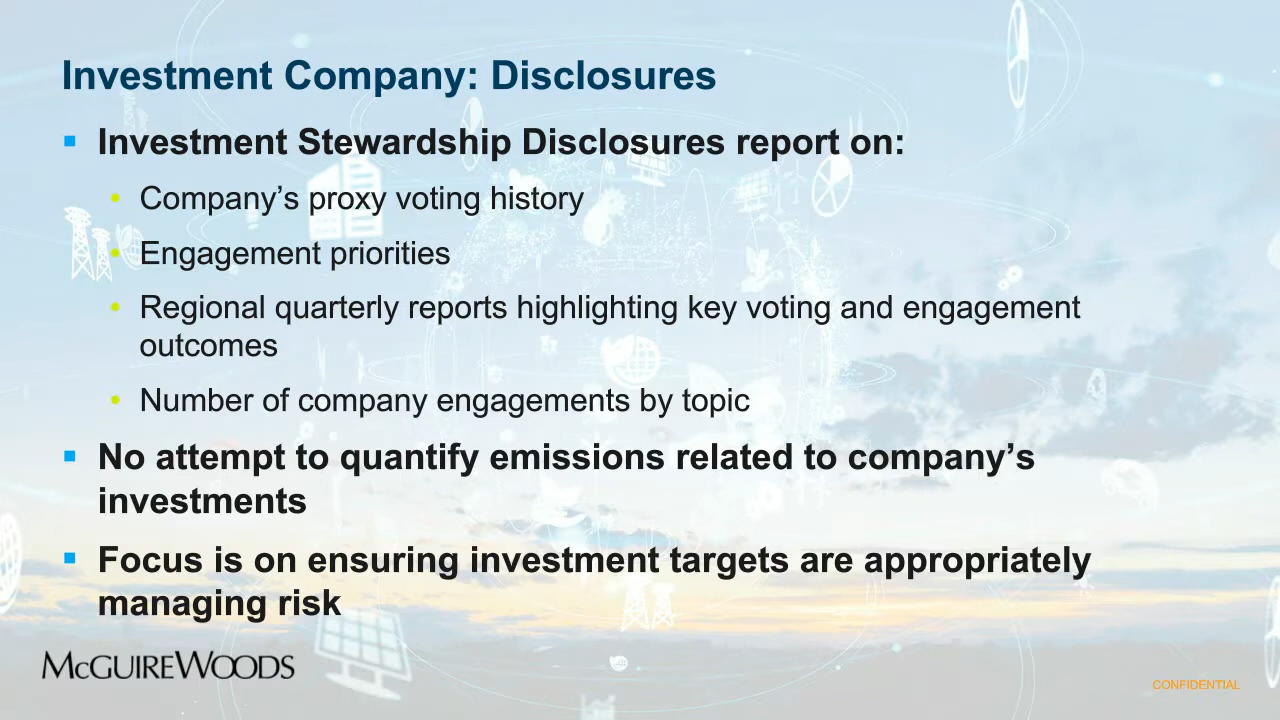 Investment Company: Disclosures
▪ Investment Stewardship Disclosures report on:
• Company’s proxy voting history
• Engagement priorities
• Regional quarterly reports highlighting key voting and engagement
outcomes
• Number of company engagements by topic
▪ No attempt to quantify emissions related to company’s
investments
▪ Focus is on ensuring investment targets are appropriately
managing risk
McGuireWoods
CONFIDENTIAL